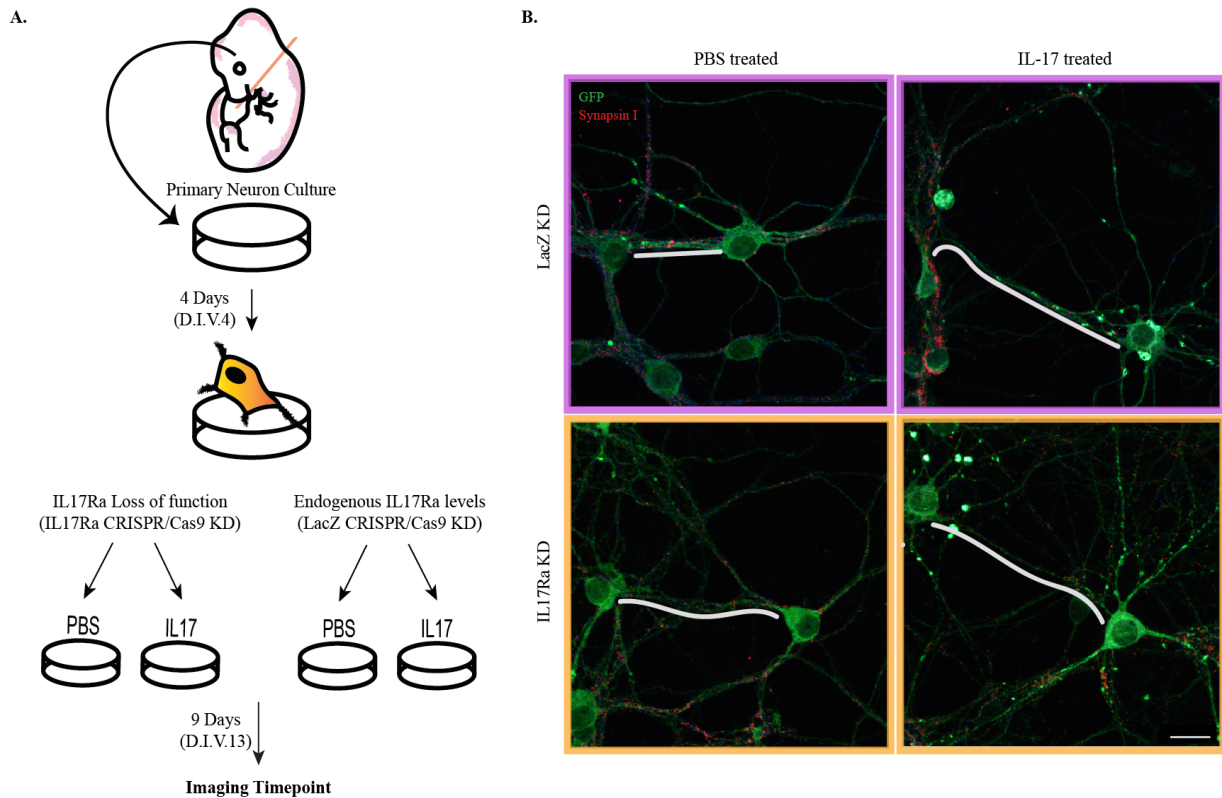 A.
Primary Neuron Culture
4 Days
(D.I.V.4)
IL17Ra Loss of function
(IL17Ra CRISPR/Cas9 KD)
Endogenous IL17Ra levels
(LacZ CRISPR/Cas9 KD)
PBS
IL17
PBS
IL17
9 Days
(D.I.V.13)
Imaging Timepoint
B.
PBS treated
IL-17 treated
LacZ KD
GFP
Synapsin I
IL17Ra KD